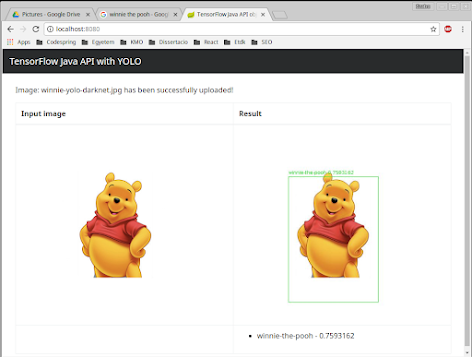 Pictures - Google Drive
winnie the pooh - Goog
TensorFlow Java API
localhost:8080
Apps
Codespring
Egyetem
KMO
Dissertacio
React
Etdk
SEO
TensorFlow Java API with YOLO
Image: winnie-yolo-darknet.jpg has been successfully uploaded!
Input image
Result
winnie-the-pooh - 0.7593162
winnie-the-pooh - 0.7593162